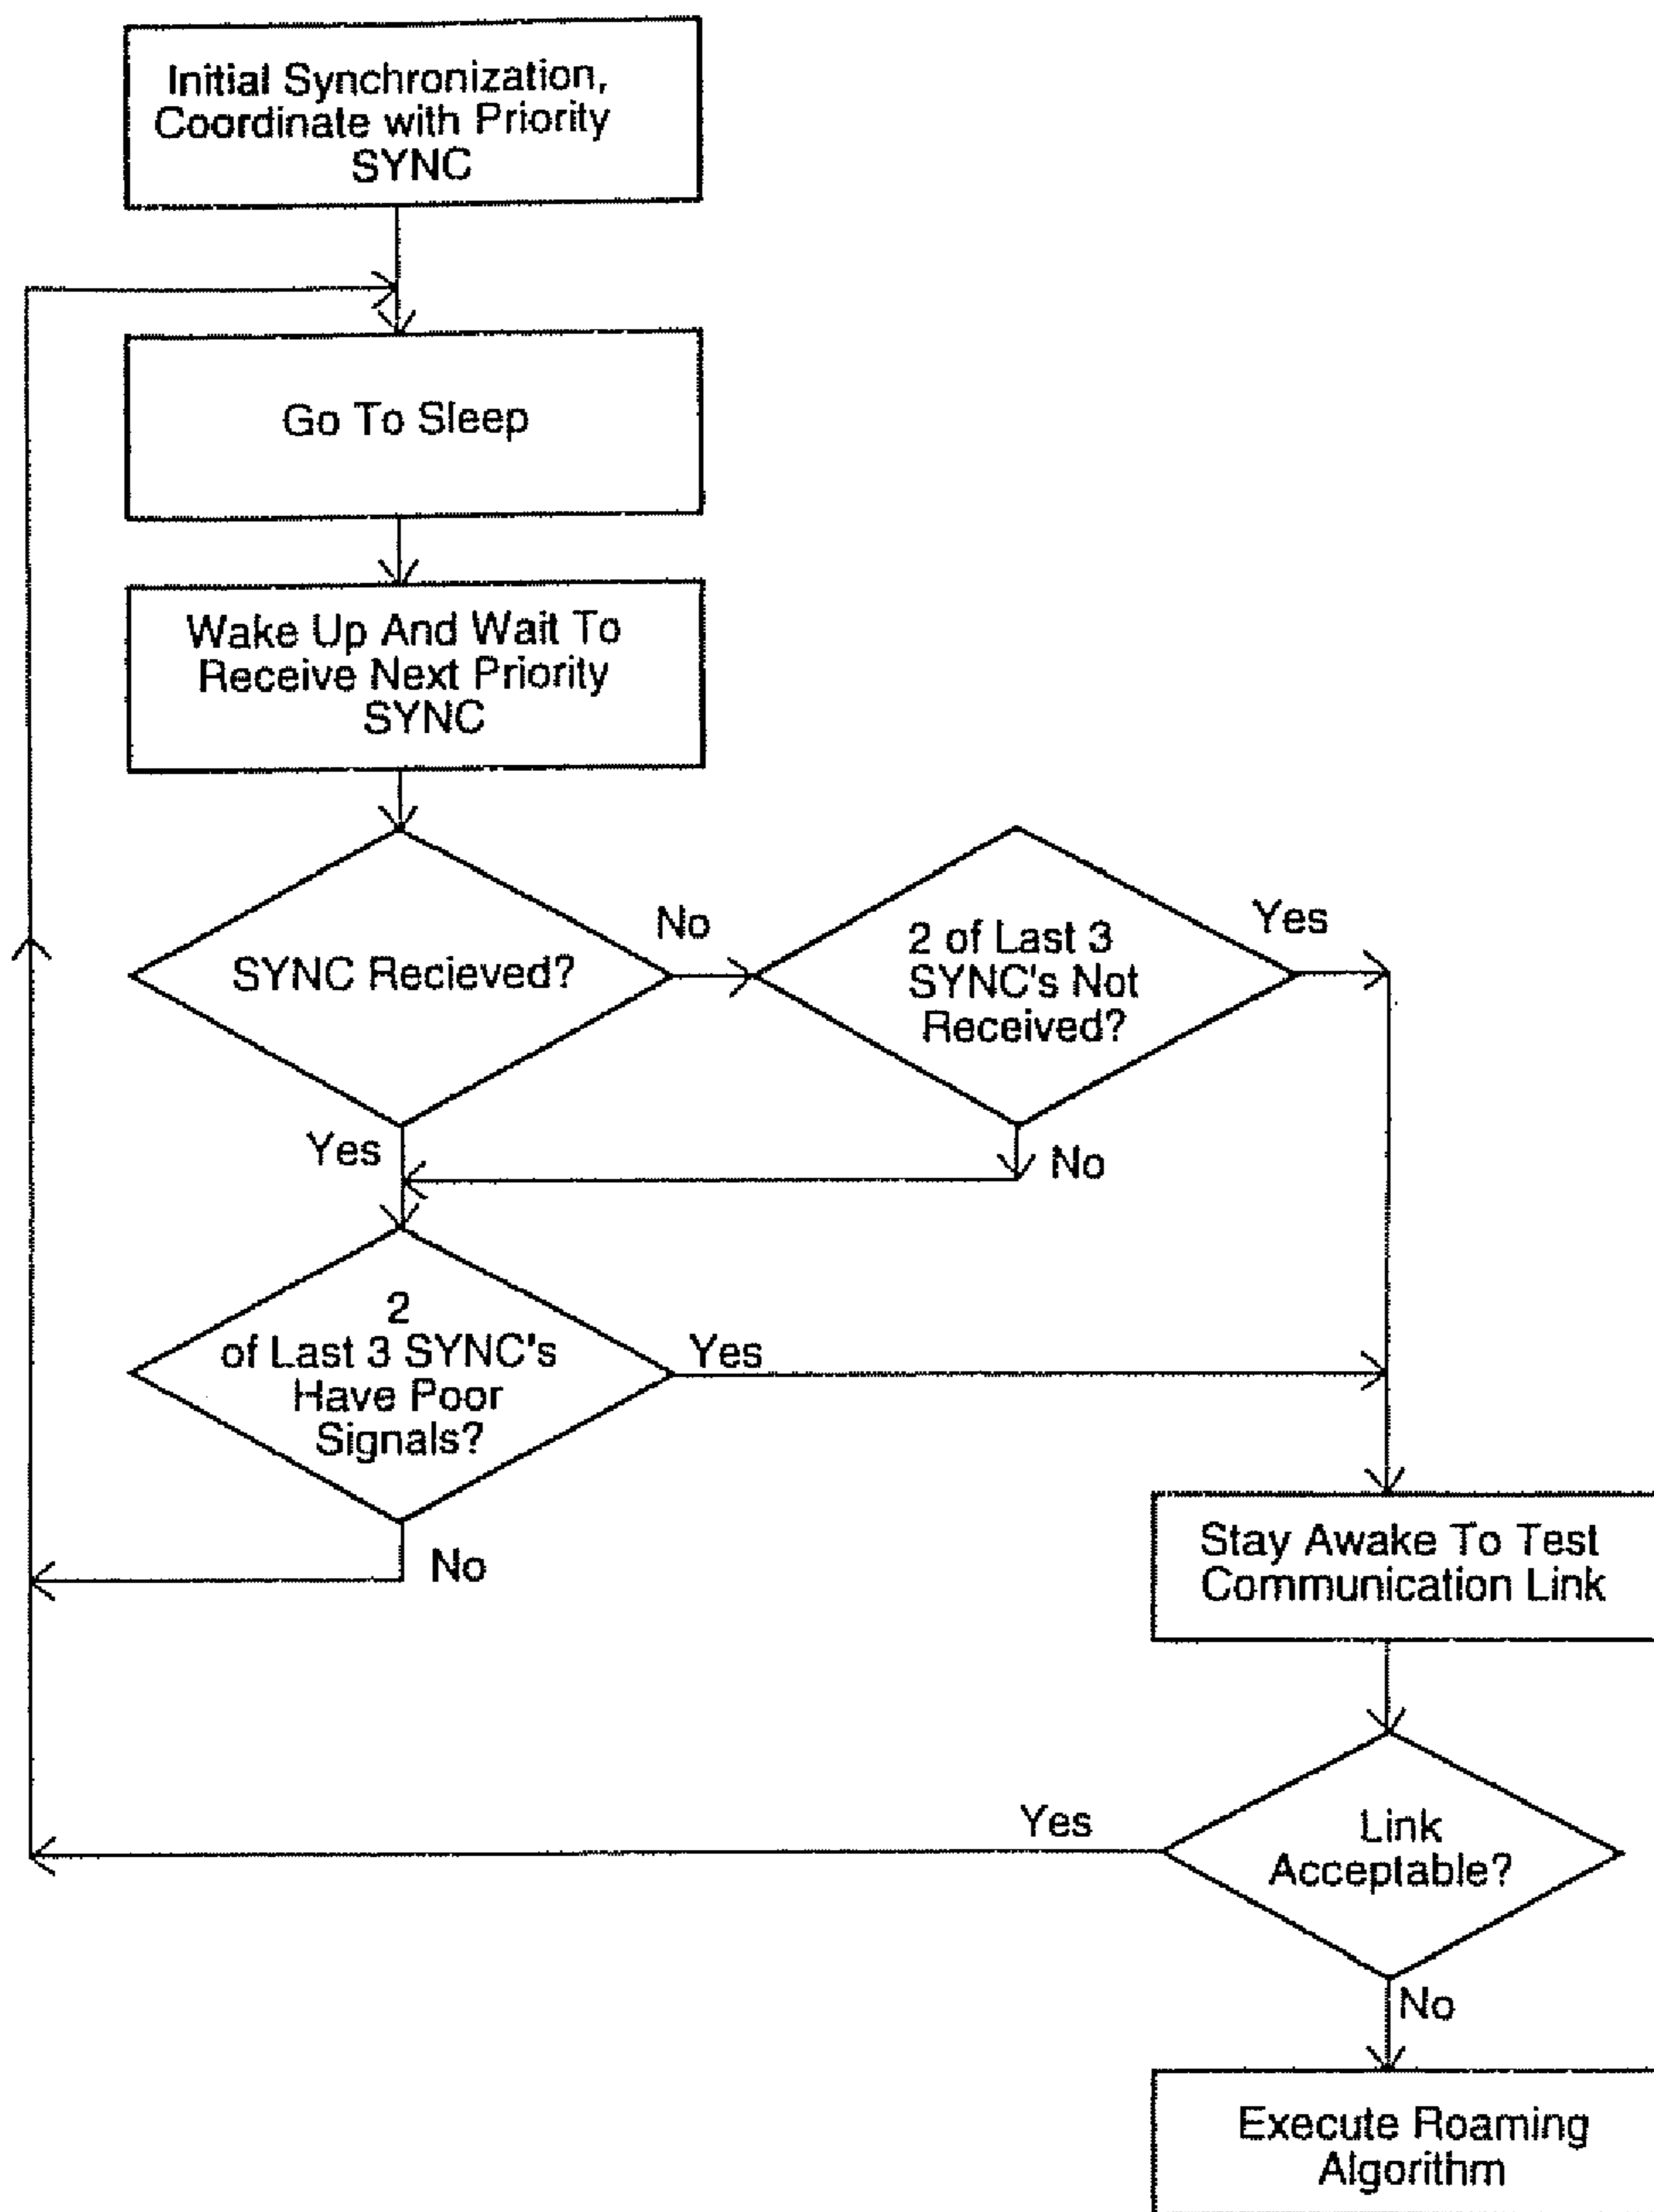 Initial Synchronization,
Coordinate with Priority
SYNC
Go To Sleep
Wake Up And Wait To
Receive Next Priority
SYNC
SYNC Recieved?
No
2 of Last 3
SYNC's Not
Received?
Yes
Yes
No
2
of Last 3 SYNC's
Have Poor
Signals?
Yes
No
Stay Awake To Test
Communication Link
Yes
Link
Acceptable?
No
Execute Roaming
Algorithm